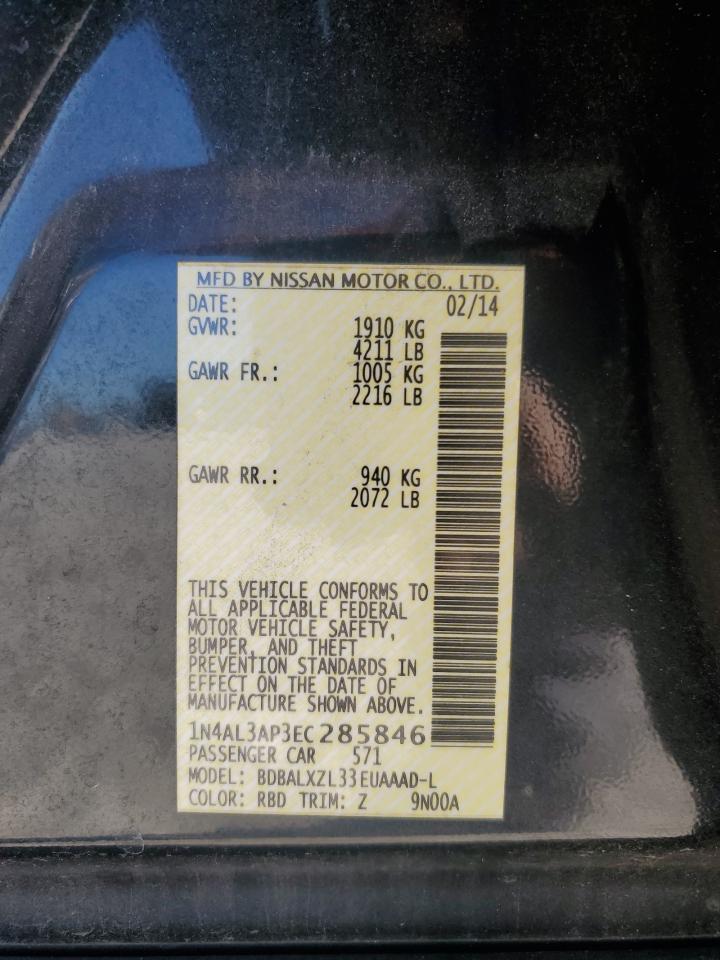 MFD BY NISSAN MOTOR CO., LTD.
DATE: 02/14
GVWR: 1910 KG
4211 LB
GAWR FR.: 1005 KG
2216 LB
GAWR RR.: 940 KG
2072 LB
THIS VEHICLE CONFORMS TO
ALL APPLICABLE FEDERAL
MOTOR VEHICLE SAFETY,
BUMPER, AND THEFT
PREVENTION STANDARDS IN
EFFECT ON THE DATE OF
MANUFACTURE SHOWN ABOVE.
1N4AL3AP3EC285846
PASSENGER CAR 571
MODEL: BDBALXZL33EUAAAD-L
COLOR: RBD TRIM: Z 9N00A